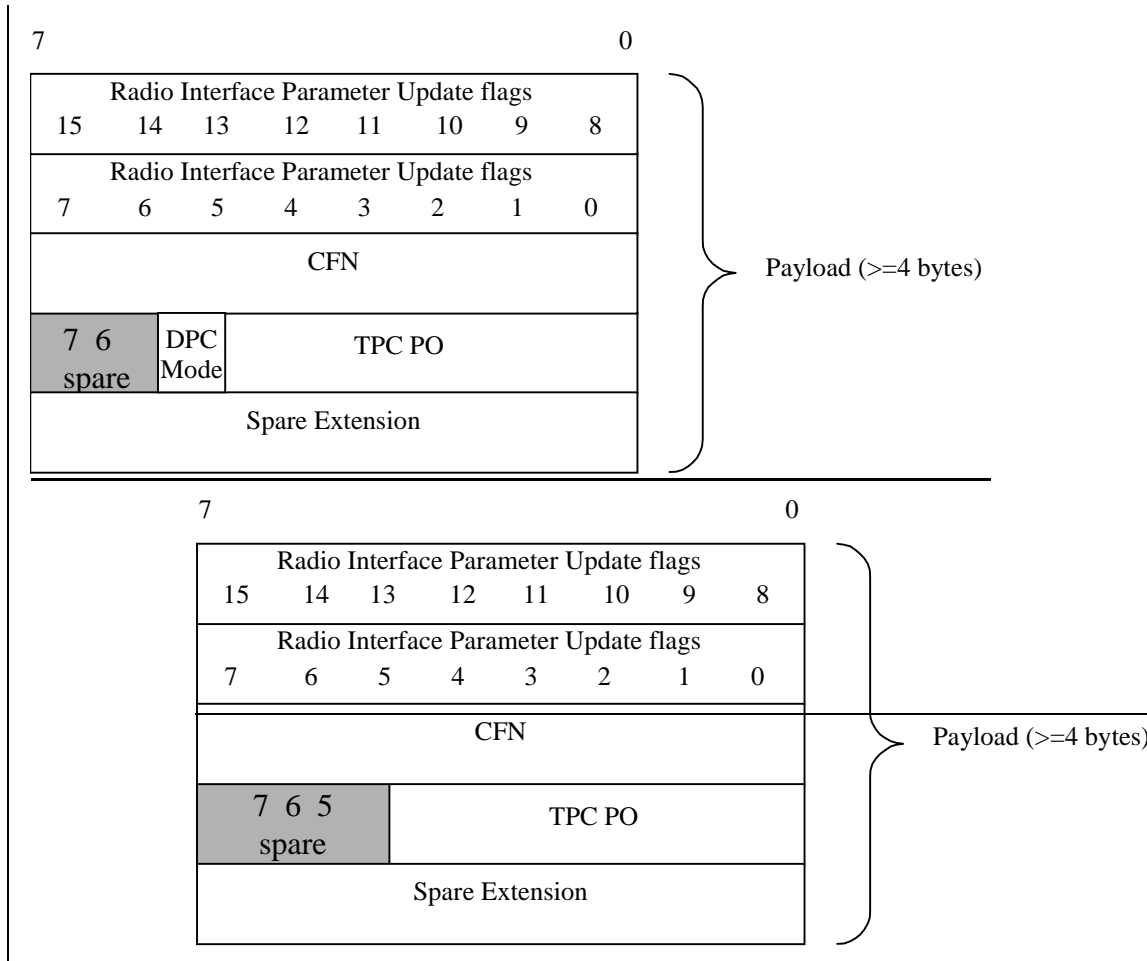 7 0
Radio Interface Parameter Update flags
15 14 13 12 11 10 9 8
Radio Interface Parameter Update flags
7 6 5 4 3 2 1 0
CFN
Payload (>=4 bytes)
7 6
spare
DPC
Mode
TPC PO
Spare Extension
7 0
Radio Interface Parameter Update flags
15 14 13 12 11 10 9 8
Radio Interface Parameter Update flags
7 6 5 4 3 2 1 0
CFN
Payload (>=4 bytes)
7 6 5
spare
TPC PO
Spare Extension